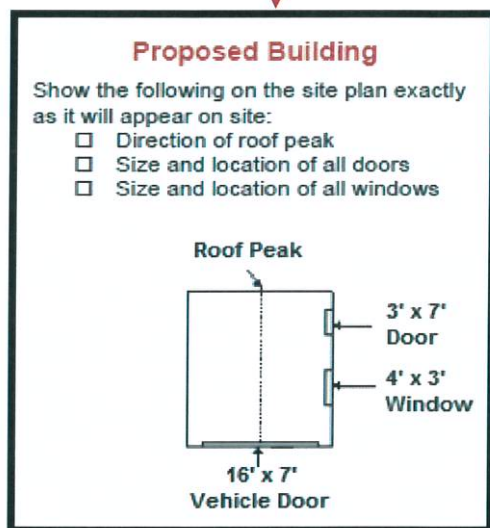 Proposed Building
Show the following on the site plan exactly
as it will appear on site:
☐ Direction of roof peak
☐ Size and location of all doors
☐ Size and location of all windows
Roof Peak
3' x 7'
Door
4' x 3'
Window
16' x 7'
Vehicle Door